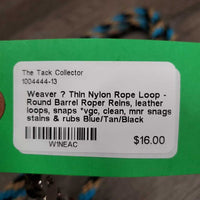 The Tack Collector
1004444-13
Weaver ? Thin Nylon Rope Loop -
Round Barrel Roper Reins, leather
loops, snaps *vgc, clean, mnr snags
stains & rubs Blue/Tan/Black
W1NEAC
$16.00